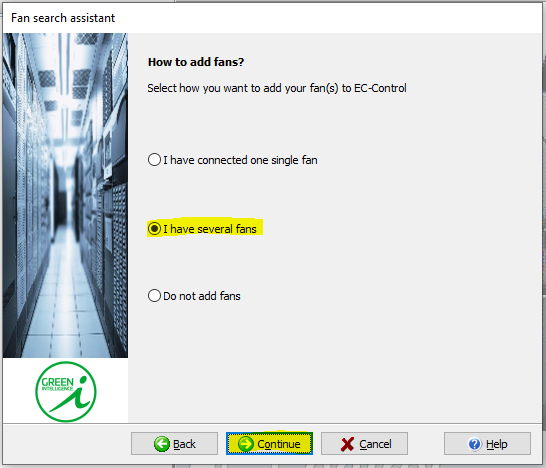 Fan search assistant
How to add fans?
Select how you want to add your fan(s) to EC-Control
I have connected one single fan
I have several fans
Do not add fans
GREEN
INTELLIGENCE
Back
Continue
Cancel
Help